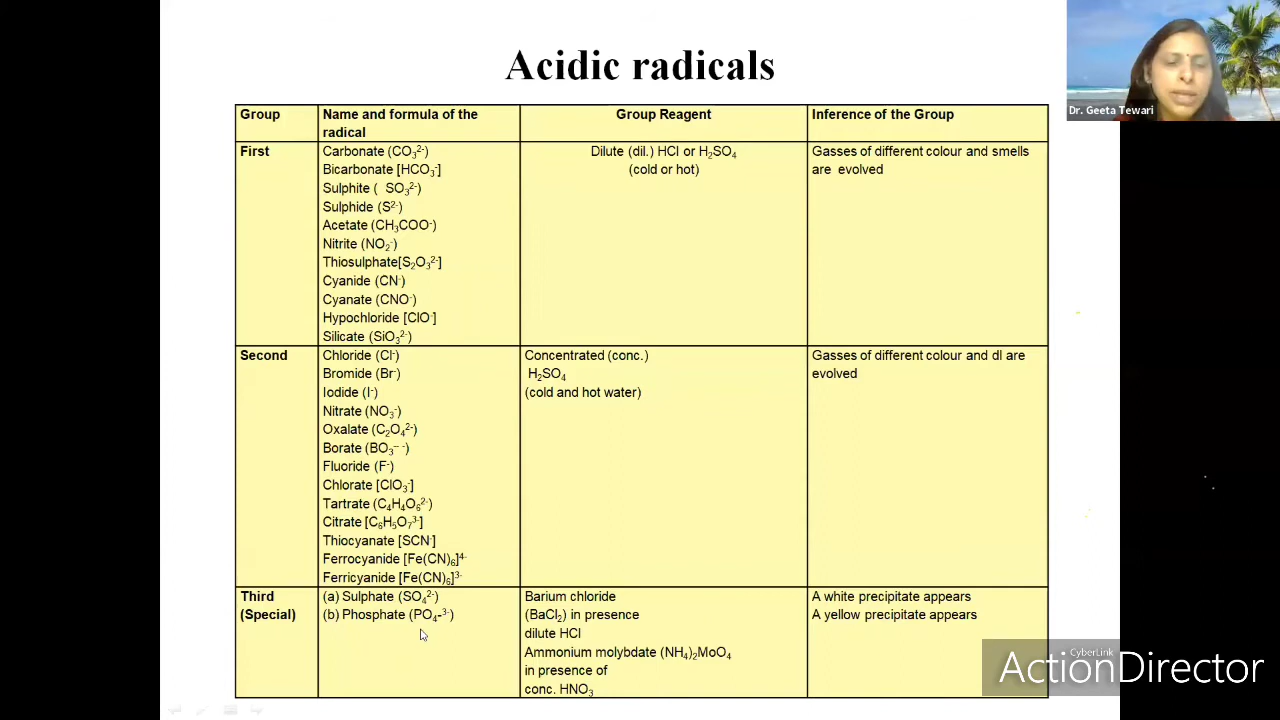 Acidic radicals
Dr. Geeta Tewari
Group
Name and formula of the
radical
Group Reagent
Inference of the Group
First
Carbonate (CO₃²⁻)
Bicarbonate [HCO₃⁻]
Sulphite ( SO₃²⁻)
Sulphide (S²⁻)
Acetate (CH₃COO⁻)
Nitrite (NO₂⁻)
Thiosulphate[S₂O₃²⁻]
Cyanide (CN⁻)
Cyanate (CNO⁻)
Hypochloride [ClO⁻]
Silicate (SiO₃²⁻)
Dilute (dil.) HCl or H₂SO₄
(cold or hot)
Gasses of different colour and smells
are evolved
Second
Chloride (Cl⁻)
Bromide (Br⁻)
Iodide (I⁻)
Nitrate (NO₃⁻)
Oxalate (C₂O₄²⁻)
Borate (BO₃⁻ ⁻)
Fluoride (F⁻)
Chlorate [ClO₃⁻]
Tartrate (C₄H₄O₆²⁻)
Citrate [C₆H₅O₇³⁻]
Thiocyanate [SCN⁻]
Ferrocyanide [Fe(CN)₆]⁴⁻
Ferricyanide [Fe(CN)₆]³⁻
Concentrated (conc.)
H₂SO₄
(cold and hot water)
Gasses of different colour and dl are
evolved
Third
(Special)
(a) Sulphate (SO₄²⁻)
(b) Phosphate (PO₄-³⁻)
Barium chloride
(BaCl₂) in presence
dilute HCl
Ammonium molybdate (NH₄)₂MoO₄
in presence of
conc. HNO₃
A white precipitate appears
A yellow precipitate appears
CyberLink
ActionDirector